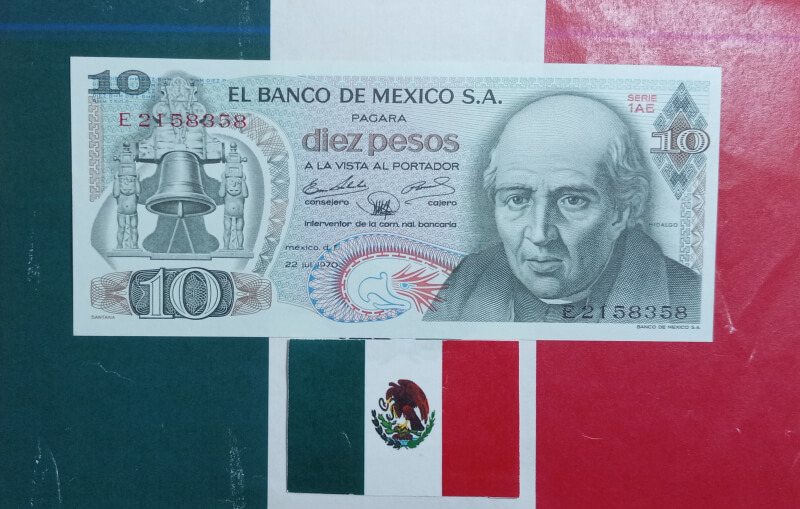 10
EL BANCO DE MEXICO S.A.
SERIE
1AE
E 2158358
PAGARA
diez pesos
10
A LA VISTA AL PORTADOR
consejero
cajero
interventor de la com. nal. bancaria
HIDALGO
méxico, d. f.
22 jul 1970
10
E 2158358
SANTANA
BANCO DE MEXICO S.A.